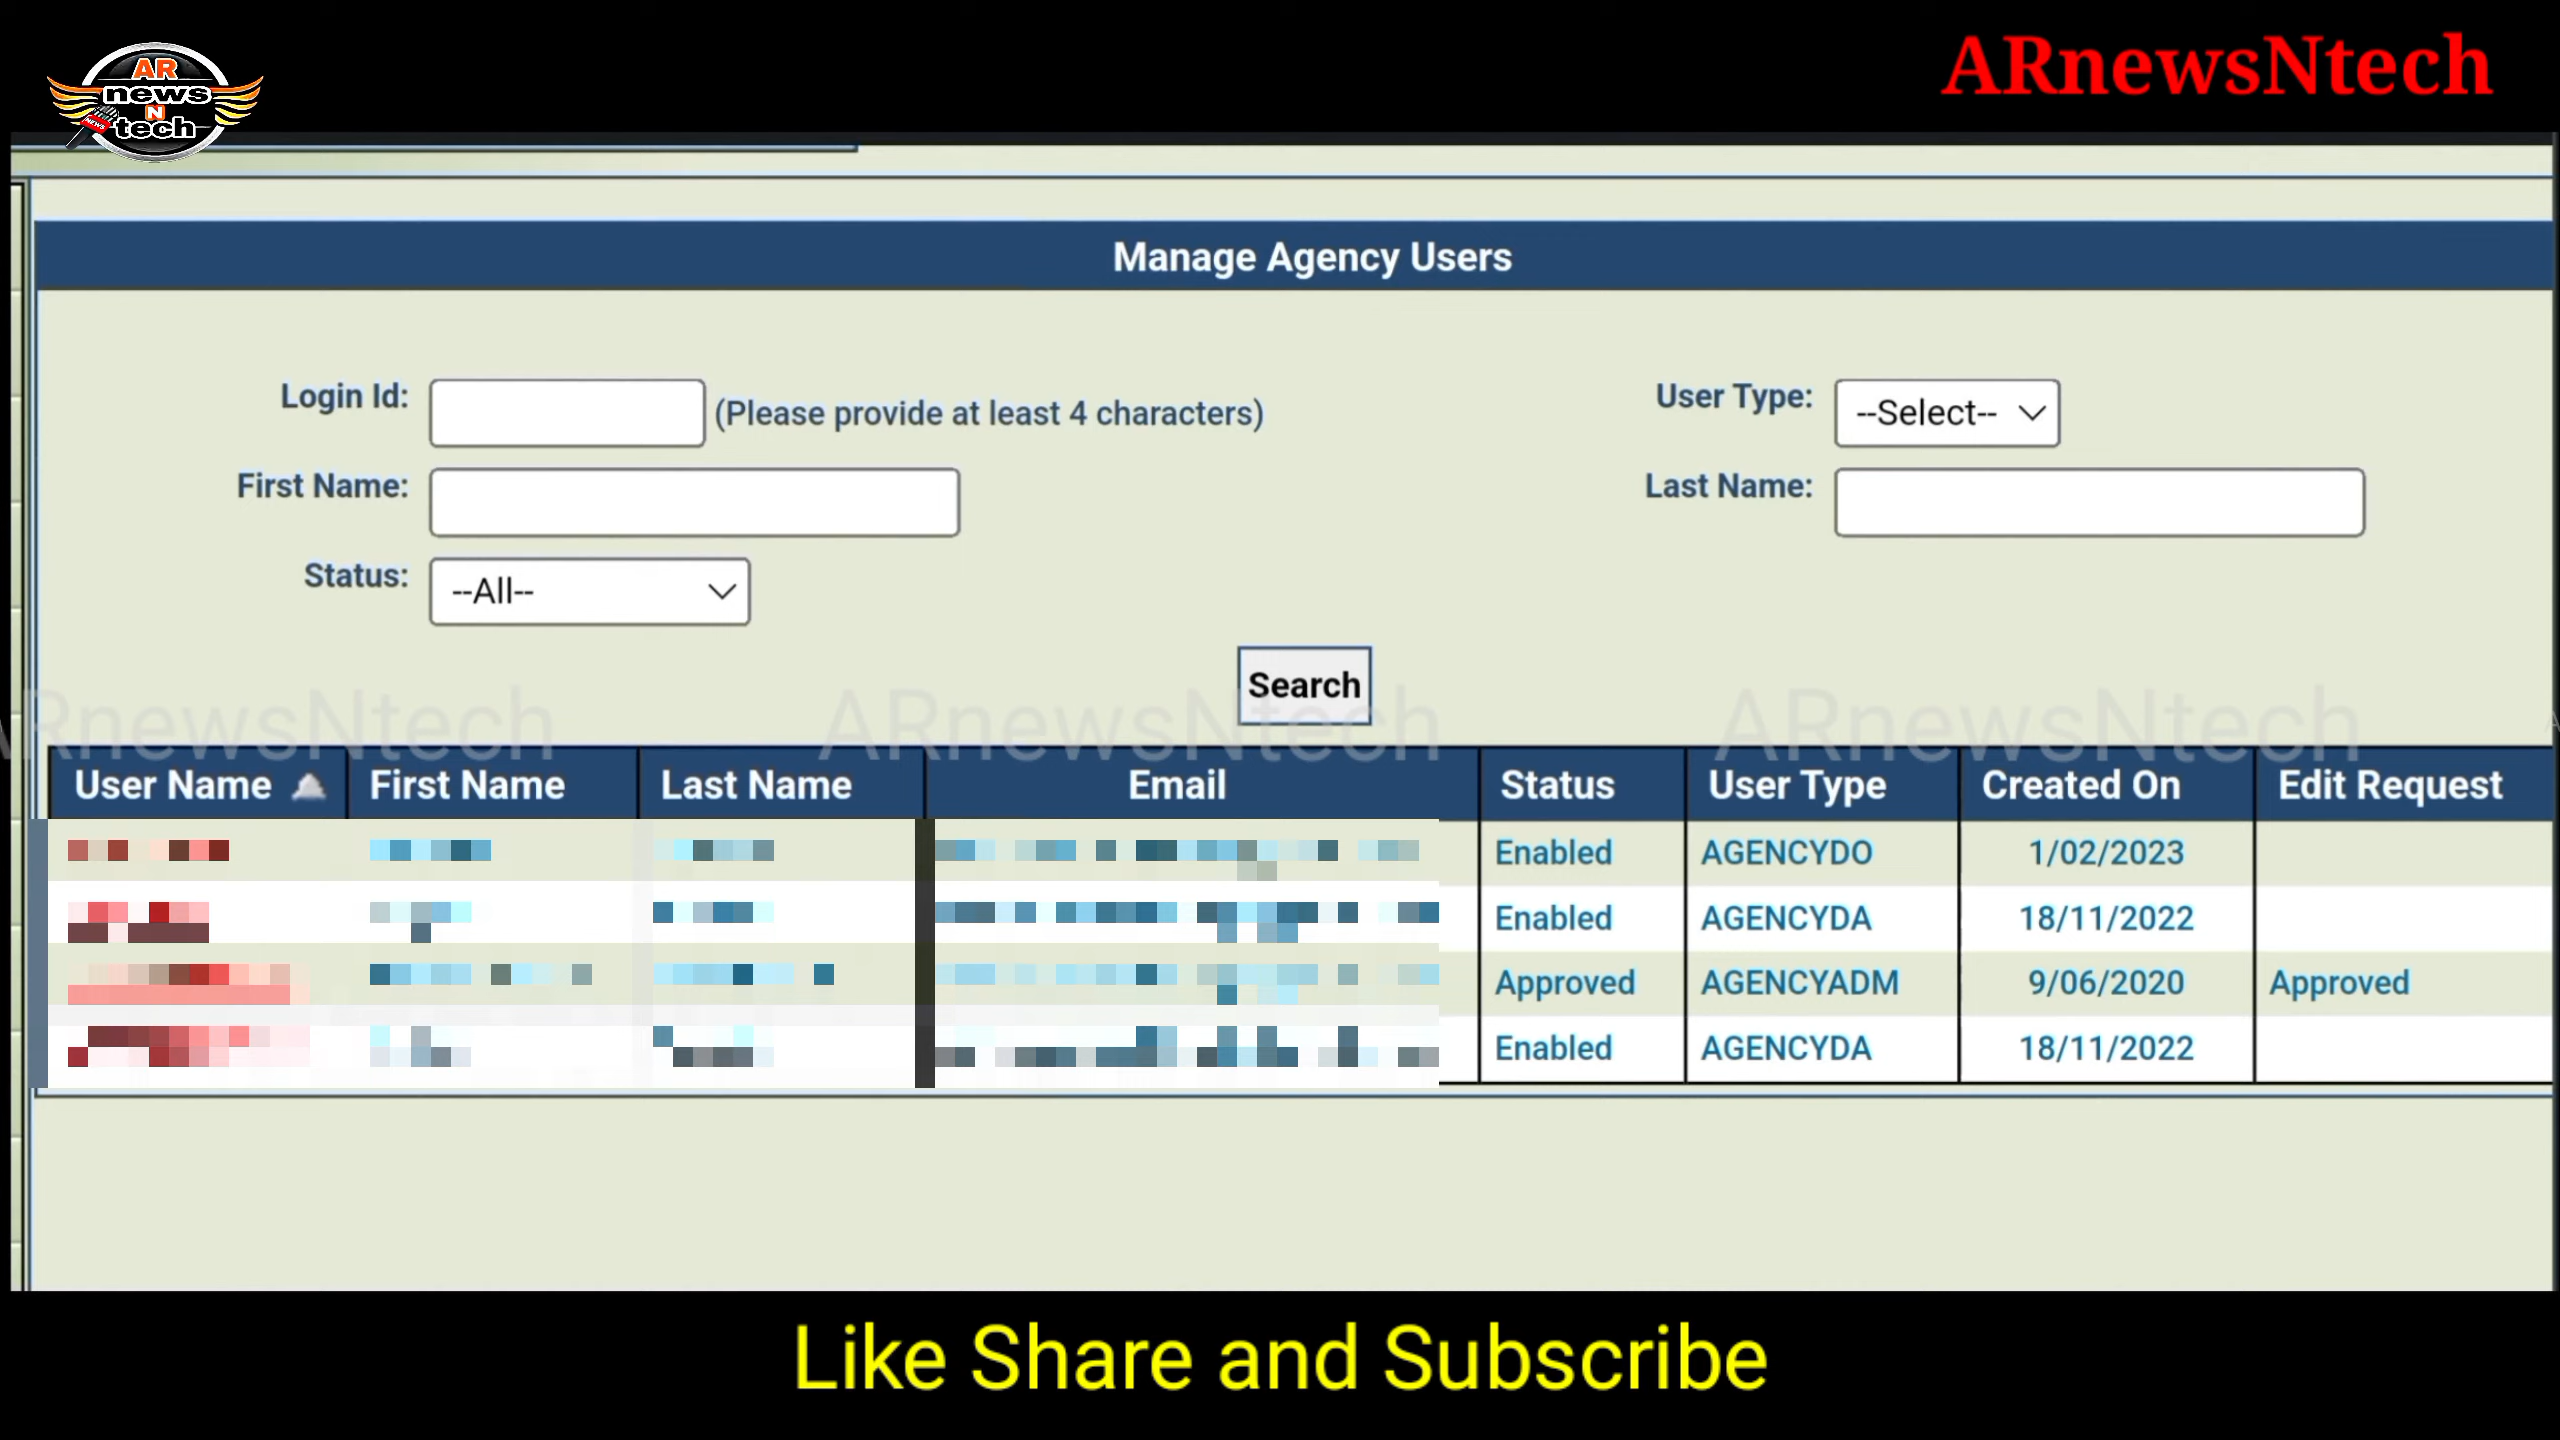 AR
news
N
tech
NEWS
ARnewsNtech
Manage Agency Users
Login Id: (Please provide at least 4 characters) User Type: --Select--
First Name: Last Name:
Status: --All--
Search
ARnewsNtech ARnewsNtech ARnewsNtech
User Name First Name Last Name Email Status User Type Created On Edit Request
Enabled AGENCYDO 1/02/2023
Enabled AGENCYDA 18/11/2022
Approved AGENCYADM 9/06/2020 Approved
Enabled AGENCYDA 18/11/2022
Like Share and Subscribe